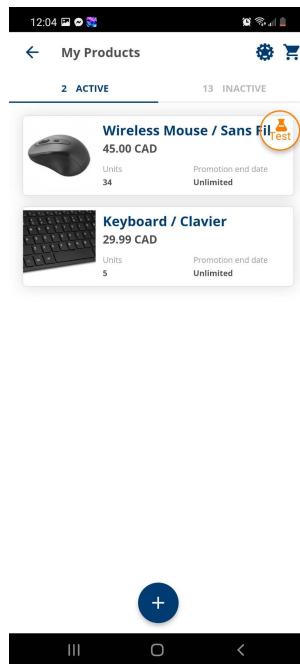 12:04
My Products
2 ACTIVE
13 INACTIVE
Wireless Mouse / Sans Fil
Test
45.00 CAD
Units
Promotion end date
34
Unlimited
Keyboard / Clavier
29.99 CAD
Units
Promotion end date
5
Unlimited
+